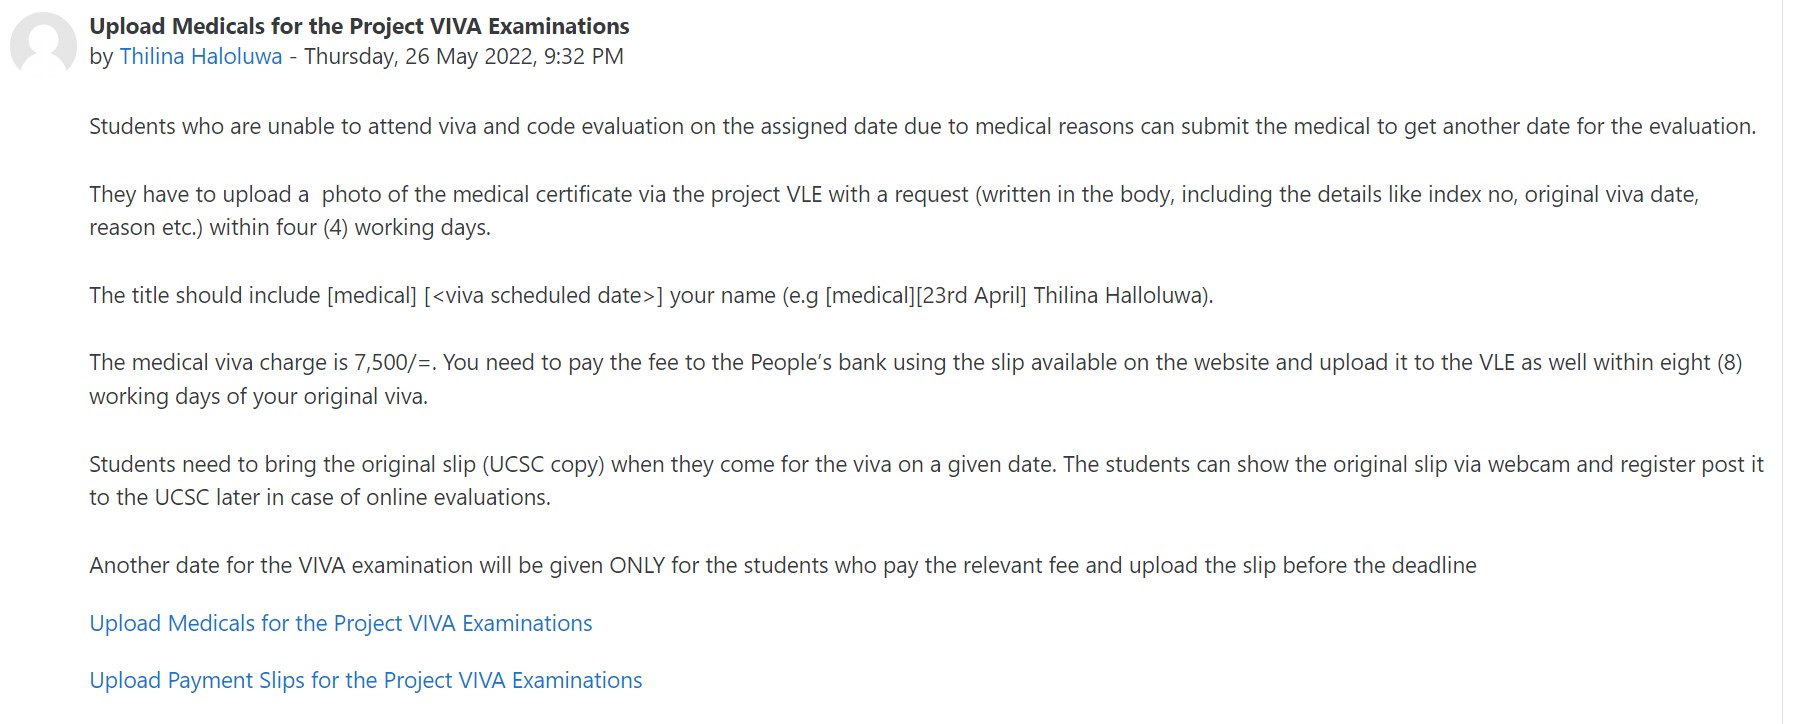 Upload Medicals for the Project VIVA Examinations
by Thilina Haloluwa - Thursday, 26 May 2022, 9:32 PM
Students who are unable to attend viva and code evaluation on the assigned date due to medical reasons can submit the medical to get another date for the evaluation.
They have to upload a  photo of the medical certificate via the project VLE with a request (written in the body, including the details like index no, original viva date,
reason etc.) within four (4) working days.
The title should include [medical] [<viva scheduled date>] your name (e.g [medical][23rd April] Thilina Halloluwa).
The medical viva charge is 7,500/=. You need to pay the fee to the People’s bank using the slip available on the website and upload it to the VLE as well within eight (8)
working days of your original viva.
Students need to bring the original slip (UCSC copy) when they come for the viva on a given date. The students can show the original slip via webcam and register post it
to the UCSC later in case of online evaluations.
Another date for the VIVA examination will be given ONLY for the students who pay the relevant fee and upload the slip before the deadline
Upload Medicals for the Project VIVA Examinations
Upload Payment Slips for the Project VIVA Examinations